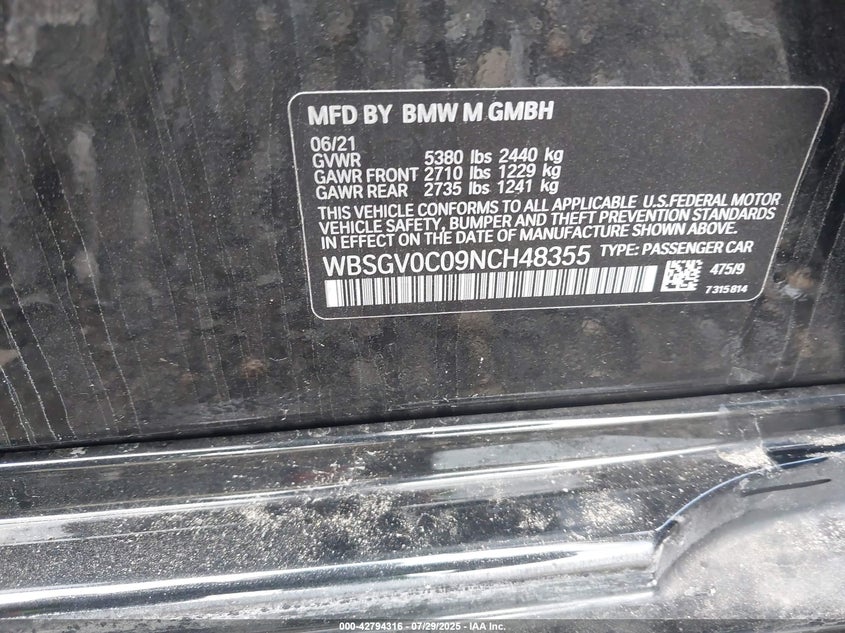 MFD BY BMW M GMBH
06/21
GVWR 5380 lbs 2440 kg
GAWR FRONT 2710 lbs 1229 kg
GAWR REAR 2735 lbs 1241 kg
THIS VEHICLE CONFORMS TO ALL APPLICABLE U.S.FEDERAL MOTOR
VEHICLE SAFETY, BUMPER AND THEFT PREVENTION STANDARDS
IN EFFECT ON THE DATE OF MANUFACTURE SHOWN ABOVE.
WBSGV0C09NCH48355 TYPE: PASSENGER CAR
475/9
7315814
000-42794316 - 07/29/2025 - IAA Inc.